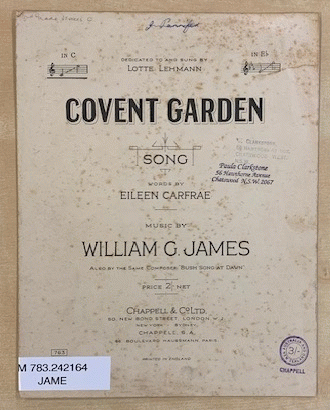 IN C
DEDICATED TO AND SUNG BY
LOTTE LEHMANN
IN E♭
COVENT GARDEN
SONG
WORDS BY
EILEEN CARFRAE
Paula Clarkstone
56 Hawthorne Avenue
Chatswood N.S.W. 2067
MUSIC BY
WILLIAM G. JAMES
ALSO BY THE SAME COMPOSER "BUSH SONG AT DAWN"
PRICE 2/- NET
CHAPPELL & CO. LTD.
50, NEW BOND STREET, LONDON W.1.
NEW YORK SYDNEY
CHAPPELL S.A.
86, BOULEVARD HAUSSMANN PARIS
PRINTED IN ENGLAND
763
M 783.242164
JAME
3/-
CHAPPELL